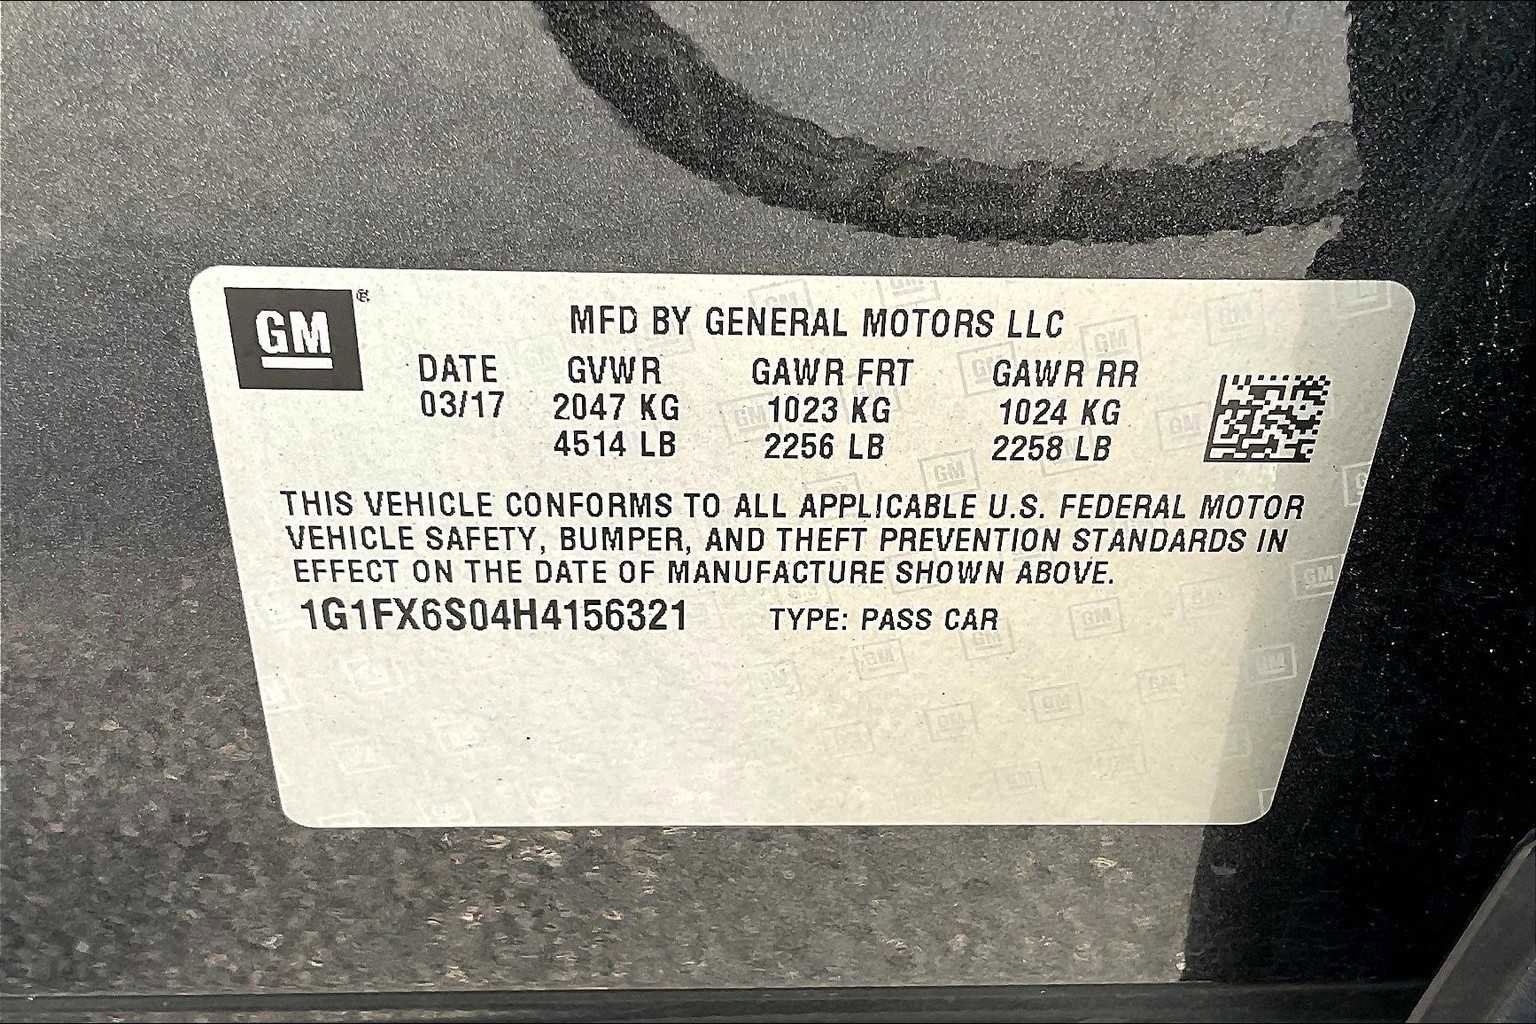 GM®
MFD BY GENERAL MOTORS LLC
DATE GVWR GAWR FRT GAWR RR
03/17 2047 KG 1023 KG 1024 KG
4514 LB 2256 LB 2258 LB
THIS VEHICLE CONFORMS TO ALL APPLICABLE U.S. FEDERAL MOTOR
VEHICLE SAFETY, BUMPER, AND THEFT PREVENTION STANDARDS IN
EFFECT ON THE DATE OF MANUFACTURE SHOWN ABOVE.
1G1FX6S04H4156321 TYPE: PASS CAR